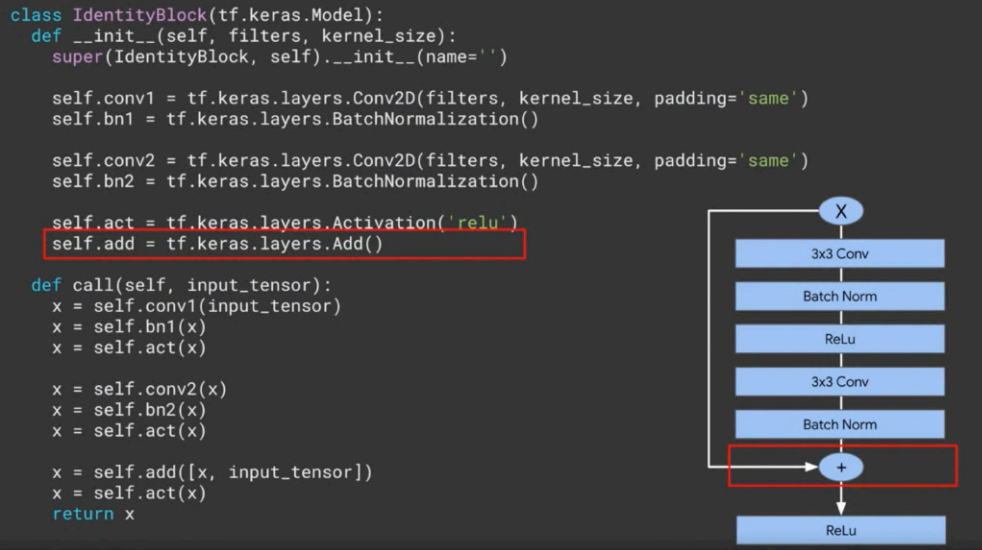 class IdentityBlock(tf.keras.Model):
  def __init__(self, filters, kernel_size):
    super(IdentityBlock, self).__init__(name='')

    self.conv1 = tf.keras.layers.Conv2D(filters, kernel_size, padding='same')
    self.bn1 = tf.keras.layers.BatchNormalization()

    self.conv2 = tf.keras.layers.Conv2D(filters, kernel_size, padding='same')
    self.bn2 = tf.keras.layers.BatchNormalization()

    self.act = tf.keras.layers.Activation('relu')
    self.add = tf.keras.layers.Add()

  def call(self, input_tensor):
    x = self.conv1(input_tensor)
    x = self.bn1(x)
    x = self.act(x)

    x = self.conv2(x)
    x = self.bn2(x)
    x = self.act(x)

    x = self.add([x, input_tensor])
    x = self.act(x)
    return x
X
3x3 Conv
Batch Norm
ReLu
3x3 Conv
Batch Norm
+
ReLu